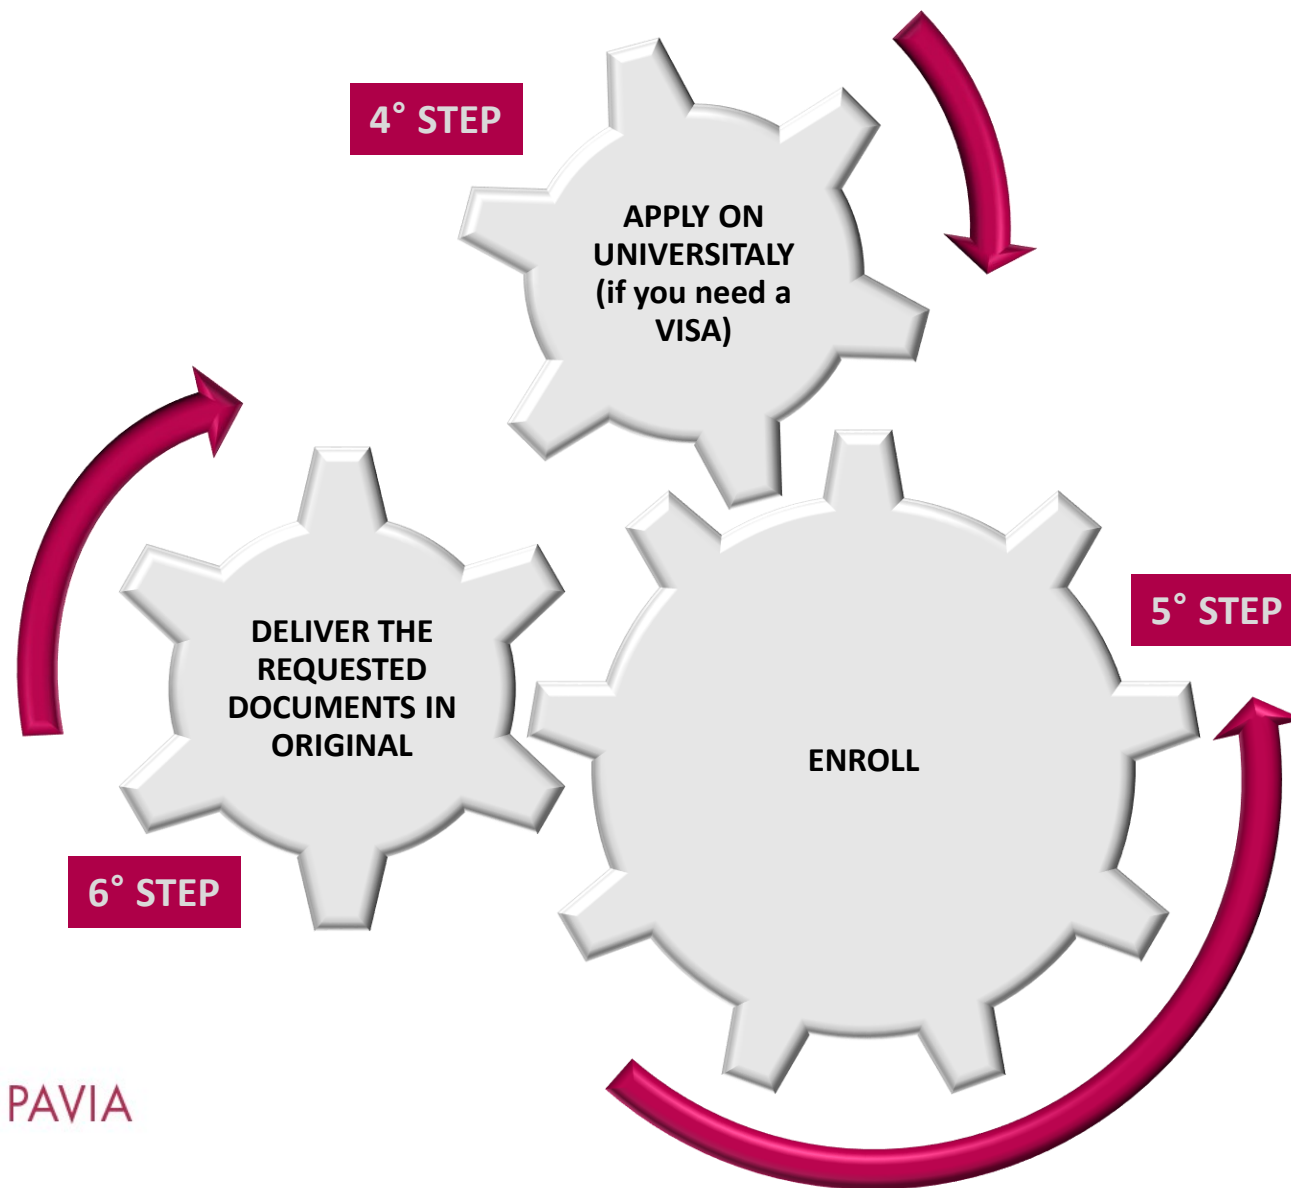 4° STEP
APPLY ON
UNIVERSITALY
(if you need a
VISA)
5° STEP
ENROLL
DELIVER THE
REQUESTED
DOCUMENTS IN
ORIGINAL
6° STEP
PAVIA